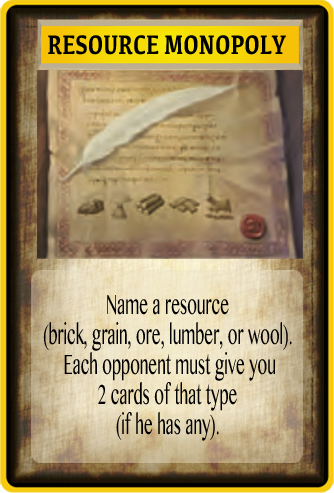 RESOURCE MONOPOLY
Name a resource
(brick, grain, ore, lumber, or wool).
Each opponent must give you
2 cards of that type
(if he has any).